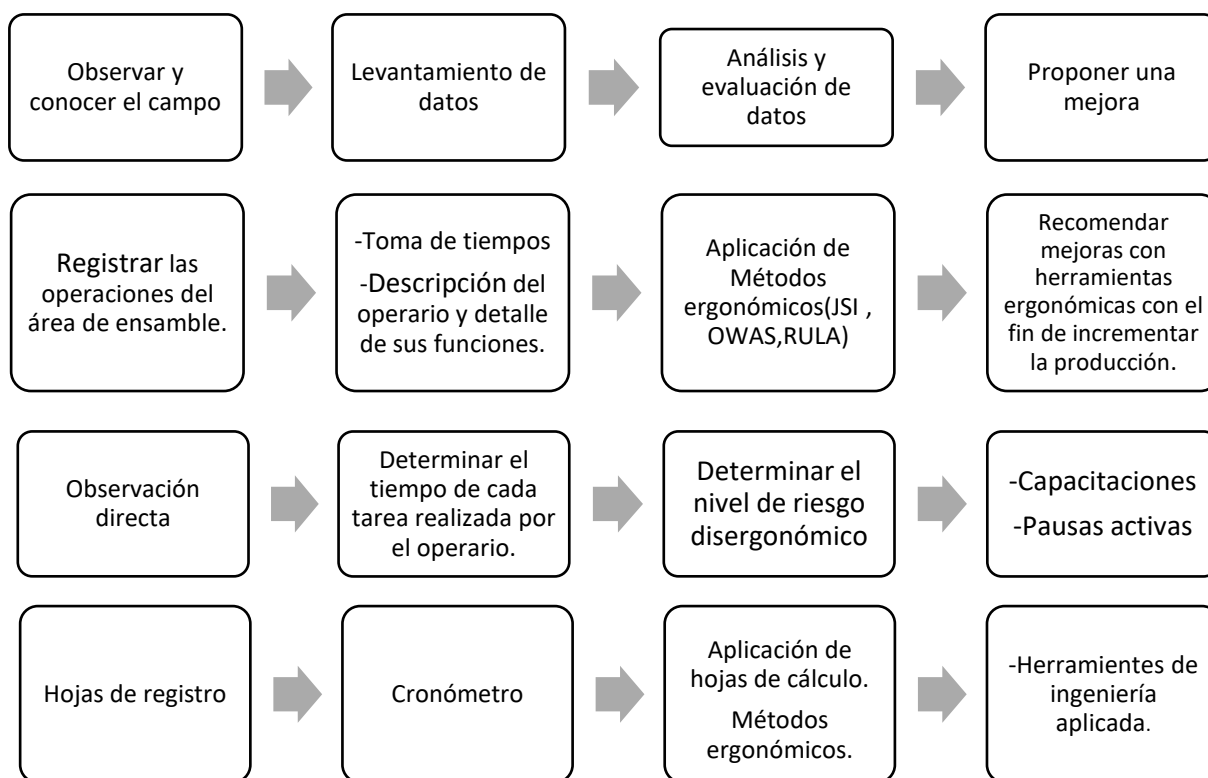 Observar y
conocer el campo
Levantamiento de
datos
Análisis y
evaluación de
datos
Proponer una
mejora
Registrar las
operaciones del
área de ensamble.
-Toma de tiempos
-Descripción del
operario y detalle
de sus funciones.
Aplicación de
Métodos
ergonómicos(JSI ,
OWAS,RULA)
Recomendar
mejoras con
herramientas
ergonómicas con el
fin de incrementar
la producción.
Observación
directa
Determinar el
tiempo de cada
tarea realizada por
el operario.
Determinar el
nivel de riesgo
disergonómico
-Capacitaciones
-Pausas activas
Hojas de registro
Cronómetro
Aplicación de
hojas de cálculo.
Métodos
ergonómicos.
-Herramientes de
ingeniería
aplicada.